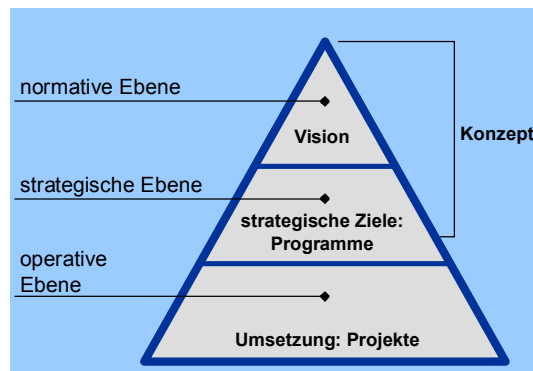 normative Ebene
Vision
Konzept
strategische Ebene
strategische Ziele:
Programme
operative
Ebene
Umsetzung: Projekte